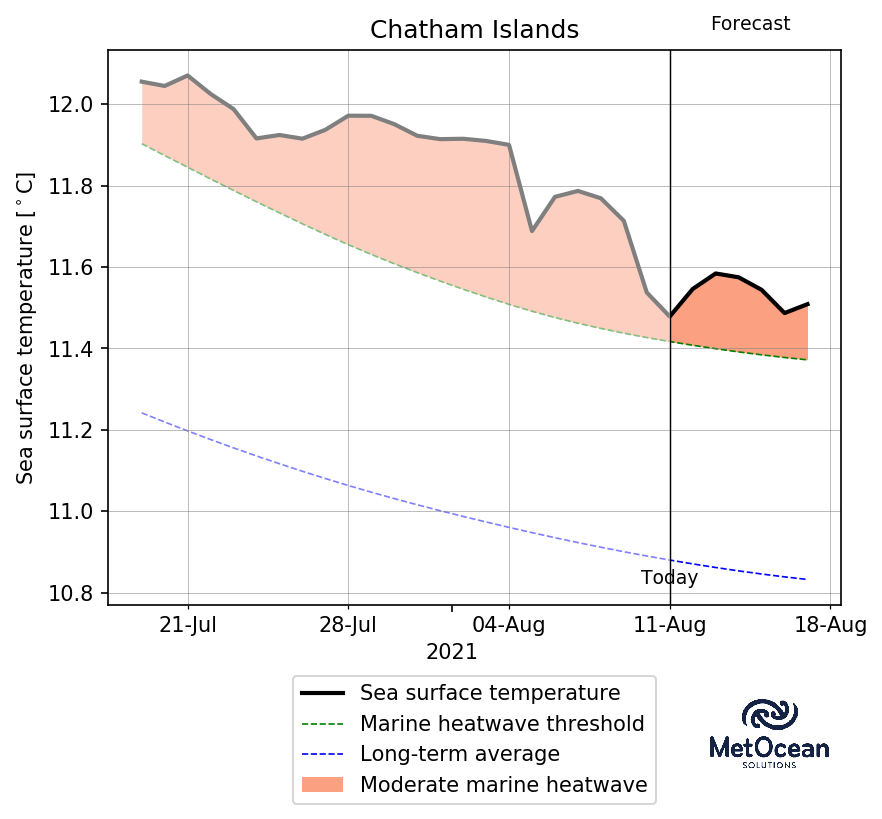 Chatham Islands
Forecast
Sea surface temperature [°C]
12.0
11.8
11.6
11.4
11.2
11.0
10.8
Today
21-Jul 28-Jul 04-Aug 11-Aug 18-Aug
2021
Sea surface temperature
Marine heatwave threshold
Long-term average
Moderate marine heatwave
MetOcean
SOLUTIONS